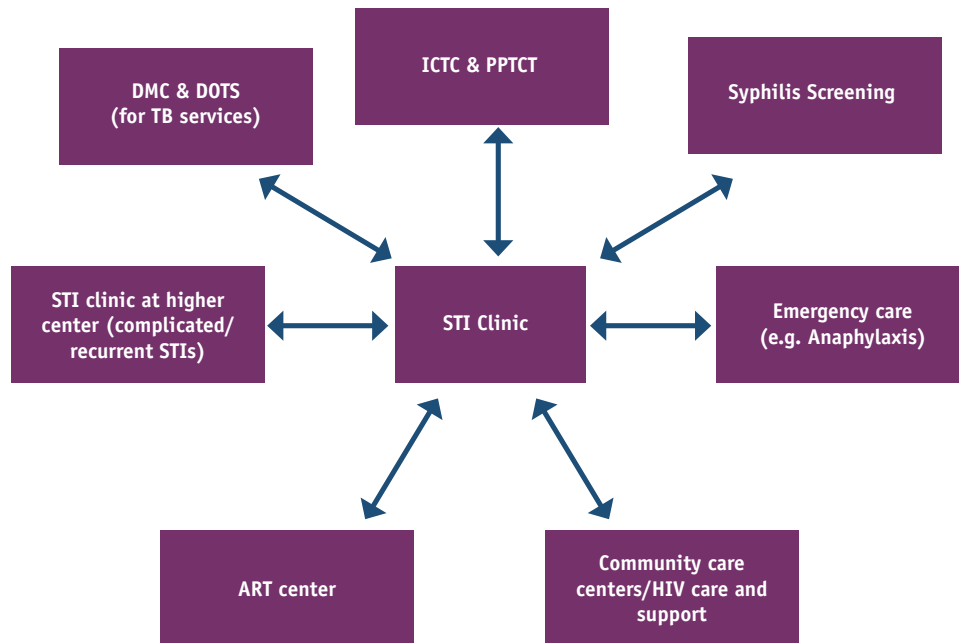 ICTC & PPTCT
DMC & DOTS
(for TB services)
Syphilis Screening
STI clinic at higher
center (complicated/
recurrent STIs)
STI Clinic
Emergency care
(e.g. Anaphylaxis)
ART center
Community care
centers/HIV care and
support